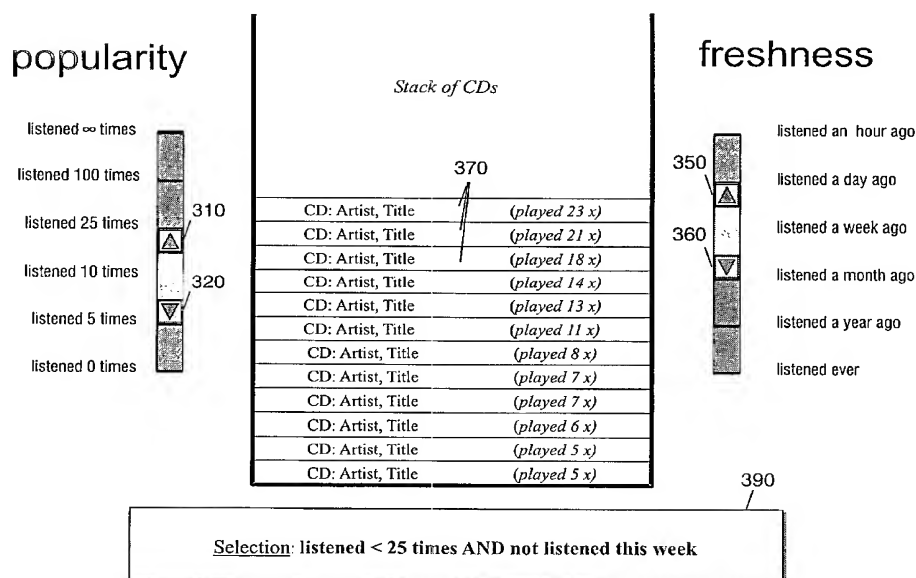 popularity
listened ∞ times
listened 100 times
listened 25 times
listened 10 times
listened 5 times
listened 0 times
310
320
Stack of CDs
370
CD: Artist, Title (played 23 x)
CD: Artist, Title (played 21 x)
CD: Artist, Title (played 18 x)
CD: Artist, Title (played 14 x)
CD: Artist, Title (played 13 x)
CD: Artist, Title (played 11 x)
CD: Artist, Title (played 8 x)
CD: Artist, Title (played 7 x)
CD: Artist, Title (played 7 x)
CD: Artist, Title (played 6 x)
CD: Artist, Title (played 5 x)
CD: Artist, Title (played 5 x)
freshness
350
360
listened an hour ago
listened a day ago
listened a week ago
listened a month ago
listened a year ago
listened ever
390
Selection: listened < 25 times AND not listened this week